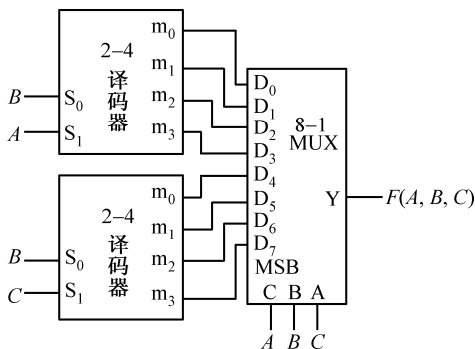 2-4
译
码
器
B S₀
A S₁
m₀
m₁
m₂
m₃
2-4
译
码
器
B S₀
C S₁
m₀
m₁
m₂
m₃
D₀
D₁
D₂
D₃
D₄
D₅
D₆
D₇
8-1
MUX
Y F(A, B, C)
MSB
C B A
A B C